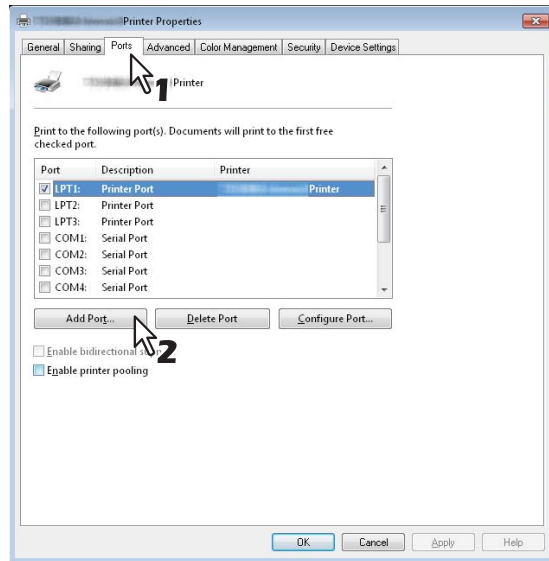 Printer Properties
General Sharing Ports Advanced Color Management Security Device Settings
1
Printer
Print to the following port(s). Documents will print to the first free
checked port.
Port Description Printer
LPT1: Printer Port Printer
LPT2: Printer Port
LPT3: Printer Port
COM1: Serial Port
COM2: Serial Port
COM3: Serial Port
COM4: Serial Port
Add Port... Delete Port Configure Port...
2
Enable bidirectional
Enable printer pooling
OK Cancel Apply Help